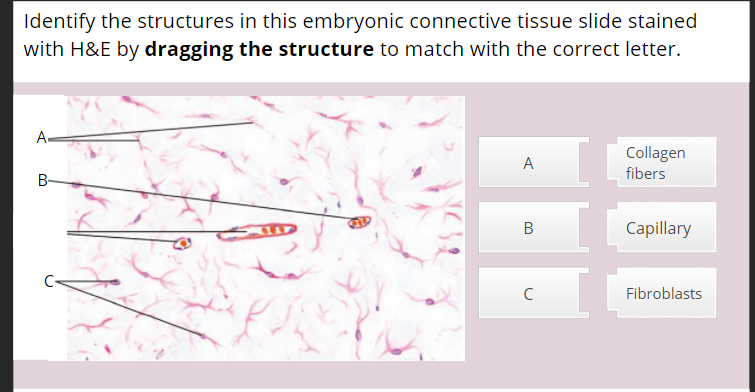 Identify the structures in this embryonic connective tissue slide stained
with H&E by dragging the structure to match with the correct letter.
A
B
C
A
Collagen
fibers
B
Capillary
C
Fibroblasts